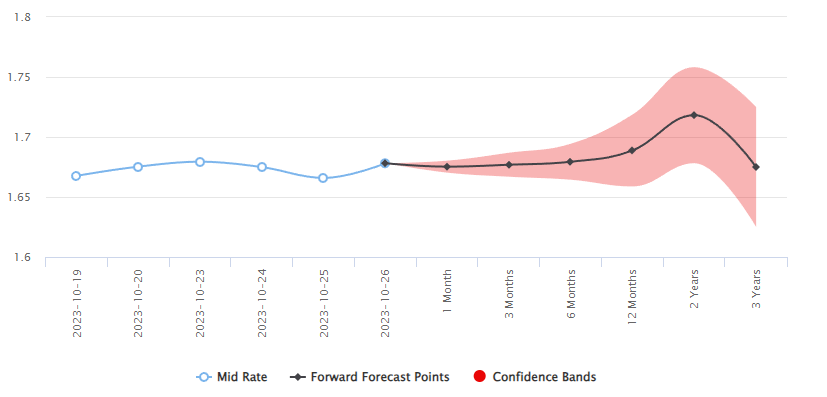 1.8
1.75
1.7
1.65
1.6
2023-10-19
2023-10-20
2023-10-23
2023-10-24
2023-10-25
2023-10-26
1 Month
3 Months
6 Months
12 Months
2 Years
3 Years
Mid Rate
Forward Forecast Points
Confidence Bands